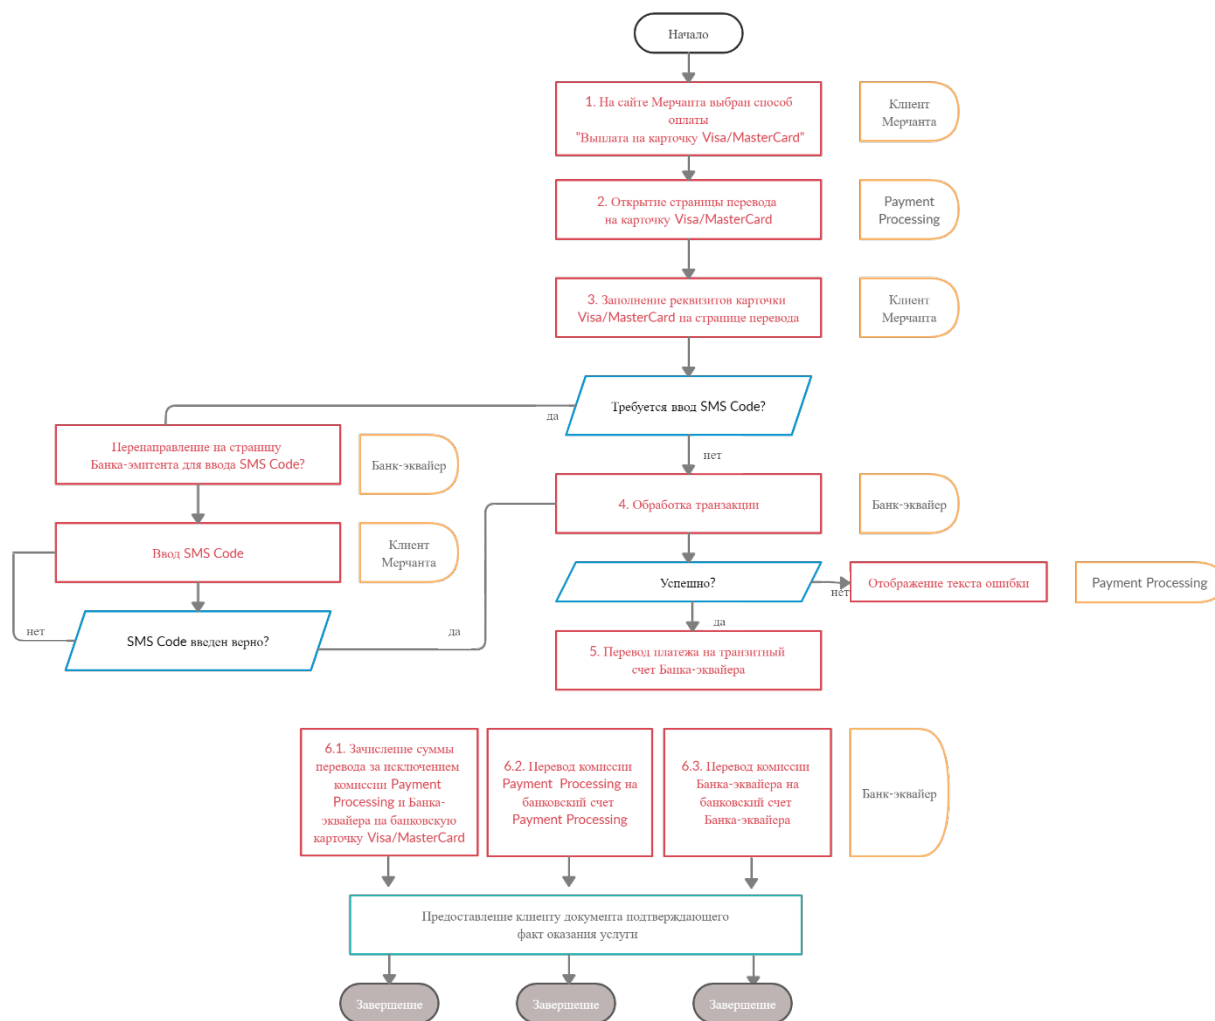 Начало
1. На сайте Мерчанта выбран способ
оплаты
"Выплата на карточку Visa/MasterCard"
Клиент
Мерчанта
2. Открытие страницы перевода
на карточку Visa/MasterCard
Payment
Processing
3. Заполнение реквизитов карточки
Visa/MasterCard на странице перевода
Клиент
Мерчанта
Требуется ввод SMS Code?
да
нет
Перенаправление на страницу
Банка-эмитента для ввода SMS Code?
Банк-эквайер
4. Обработка транзакции
Банк-эквайер
Ввод SMS Code
Клиент
Мерчанта
Успешно?
нет
Отображение текста ошибки
Payment Processing
да
нет
SMS Code введен верно?
да
5. Перевод платежа на транзитный
счет Банка-эквайера
6.1. Зачисление суммы
перевода за исключением
комиссии Payment
Processing и Банка-
эквайера на банковскую
карточку Visa/MasterCard
6.2. Перевод комиссии
Payment Processing на
банковский счет
Payment Processing
6.3. Перевод комиссии
Банка-эквайера на
банковский счет
Банка-эквайера
Банк-эквайер
Предоставление клиенту документа подтверждающего
факт оказания услуги
Завершение
Завершение
Завершение